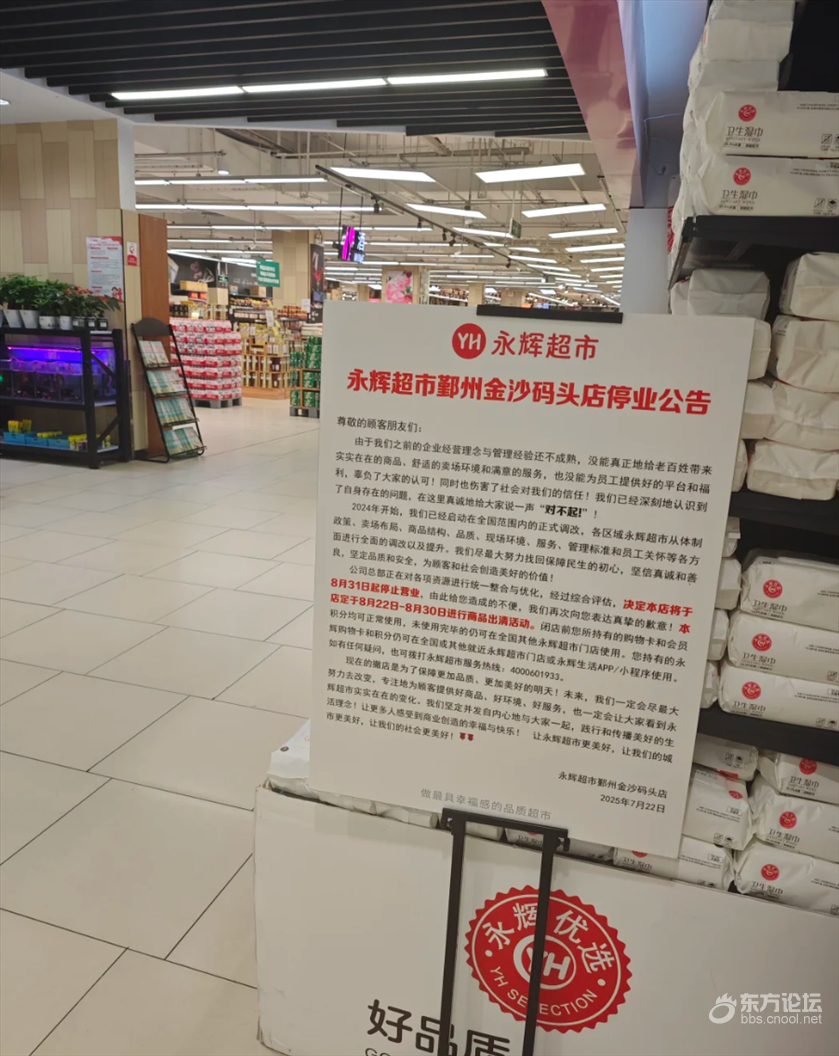 YH 永辉超市
永辉超市鄞州金沙码头店停业公告
尊敬的顾客朋友们：
由于我们之前的企业经营理念与管理经验还不成熟，没能真正地给老百姓带来
实实在在的商品、舒适的卖场环境和满意的服务，也没能为员工提供好的平台和福
利，辜负了大家的认可！同时也伤害了社会对我们的信任！我们已经深刻地认识到
了自身存在的问题，在这里真诚地给大家说一声“对不起!”！
2024年开始，我们已经启动在全国范围内的正式调改，各区域永辉超市从体制
政策、卖场布局、商品结构、品质、现场环境、服务、管理标准和员工关怀等各方
面进行全面的调改以及提升。我们尽最大努力找回保障民生的初心，坚信真诚和善
良，坚定品质和安全，为顾客和社会创造美好的价值！
公司总部正在对各项资源进行统一整合与优化，经过综合评估，决定本店将于
8月31日起停止营业，由此给您造成的不便，我们再次向您表达真挚的歉意！本
店定于8月22日-8月30日进行商品出清活动。闭店前您所持有的购物卡和会员
积分均可正常使用，未使用完毕的仍可在全国其他永辉超市门店使用。您持有的永
辉购物卡和积分仍可在全国或其他就近永辉超市门店或永辉生活APP/小程序使用。
如有任何疑问，也可拨打永辉超市服务热线：4000601933。
现在的撤店是为了保障更加品质、更加美好的明天！未来，我们一定会尽最大
努力去改变，专注地为顾客提供好商品、好环境、好服务，也一定会让大家看到永
辉超市实实在在的变化。我们坚定并发自内心地与大家一起，践行和传播美好的生
活理念！让更多人感受到商业创造的幸福与快乐！ 让永辉超市更美好，让我们的城
市更美好，让我们的社会更美好！
永辉超市鄞州金沙码头店
2025年7月22日
做最具幸福感的品质超市
永辉优选
YH
YH SELECTION
好品质
卫生湿巾
卫生湿巾
卫生湿巾
卫生湿巾
卫生湿巾
卫生湿巾
卫生湿巾
东方论坛
bbs.cnool.net